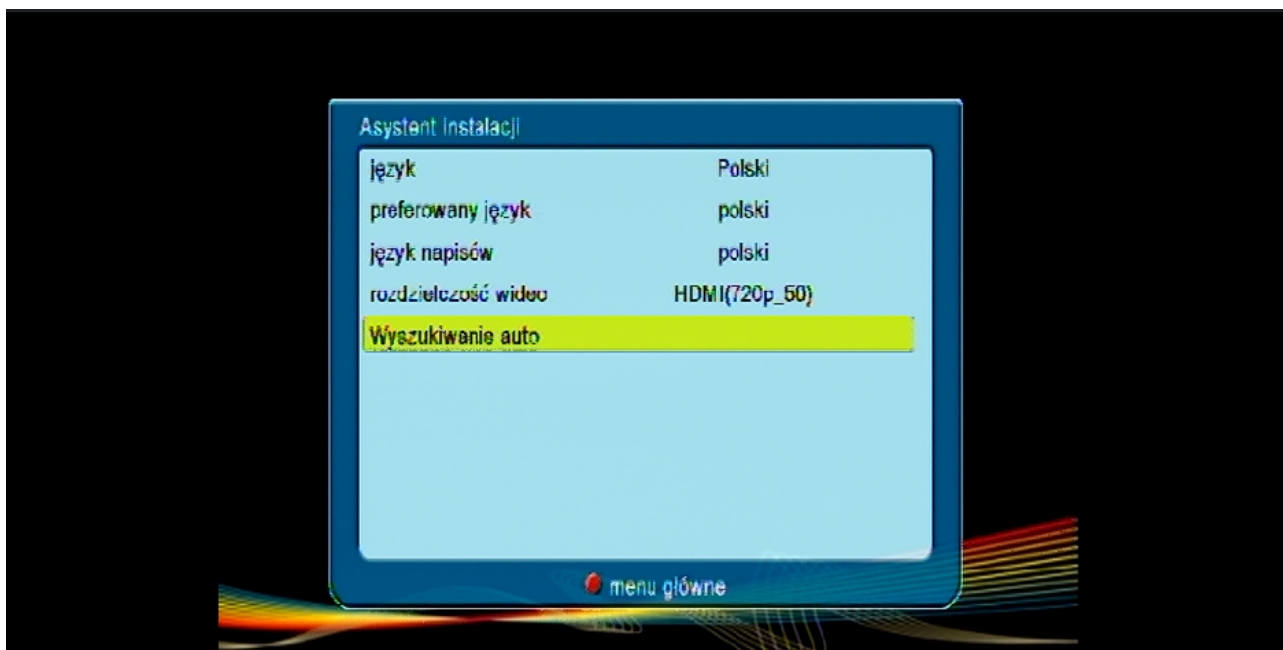 Asystent instalacji
język Polski
preferowany język polski
język napisów polski
rozdzielczość wideo HDMI(720p_50)
Wyszukiwanie auto
menu główne